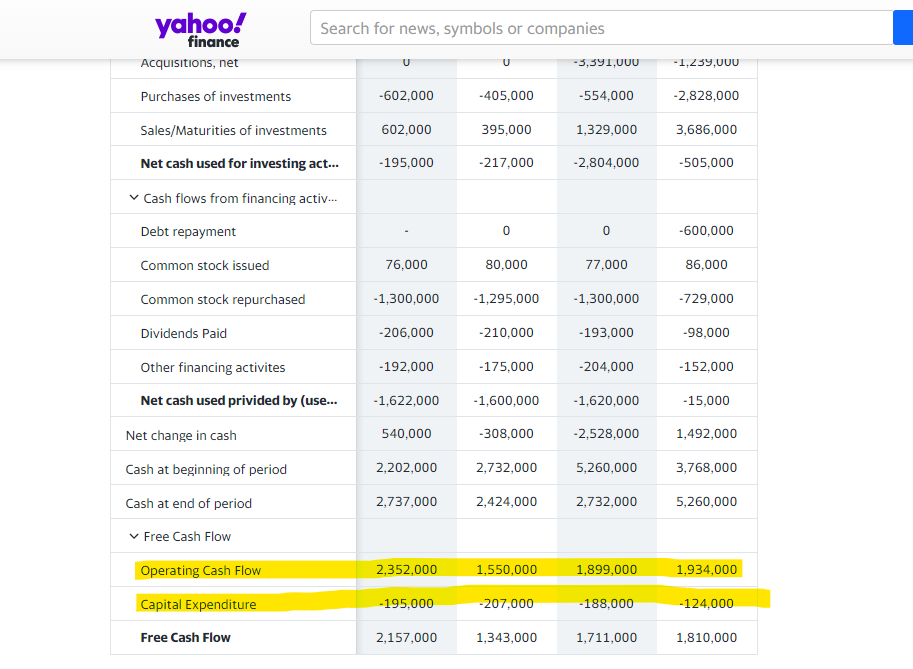 yahoo!
finance
Search for news, symbols or companies
Acquisitions, net 0 0 -3,391,000 -1,239,000
Purchases of investments -602,000 -405,000 -554,000 -2,828,000
Sales/Maturities of investments 602,000 395,000 1,329,000 3,686,000
Net cash used for investing act... -195,000 -217,000 -2,804,000 -505,000
Cash flows from financing activ...
Debt repayment - 0 0 -600,000
Common stock issued 76,000 80,000 77,000 86,000
Common stock repurchased -1,300,000 -1,295,000 -1,300,000 -729,000
Dividends Paid -206,000 -210,000 -193,000 -98,000
Other financing activites -192,000 -175,000 -204,000 -152,000
Net cash used privided by (use... -1,622,000 -1,600,000 -1,620,000 -15,000
Net change in cash 540,000 -308,000 -2,528,000 1,492,000
Cash at beginning of period 2,202,000 2,732,000 5,260,000 3,768,000
Cash at end of period 2,737,000 2,424,000 2,732,000 5,260,000
Free Cash Flow
Operating Cash Flow 2,352,000 1,550,000 1,899,000 1,934,000
Capital Expenditure -195,000 -207,000 -188,000 -124,000
Free Cash Flow 2,157,000 1,343,000 1,711,000 1,810,000